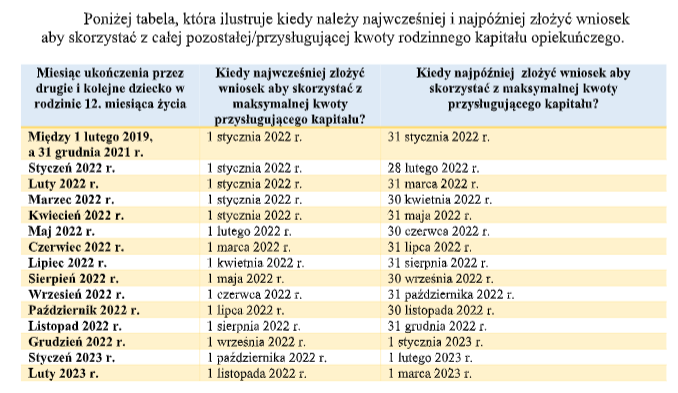 Poniżej tabela, która ilustruje kiedy należy najwcześniej i najpóźniej złożyć wniosek
aby skorzystać z całej pozostałej/przysługującej kwoty rodzinnego kapitału opiekuńczego.
Miesiąc ukończenia przez drugie i kolejne dziecko w rodzinie 12. miesiąca życia
Kiedy najwcześniej złożyć wniosek aby skorzystać z maksymalnej kwoty przysługującej kapitału?
Kiedy najpóźniej złożyć wniosek aby skorzystać z maksymalnej kwoty przysługującego kapitału?
Między 1 lutego 2019, a 31 grudnia 2021 r. 1 stycznia 2022 r. 31 stycznia 2022 r.
Styczeń 2022 r. 1 stycznia 2022 r. 28 lutego 2022 r.
Luty 2022 r. 1 stycznia 2022 r. 31 marca 2022 r.
Marzec 2022 r. 1 stycznia 2022 r. 30 kwietnia 2022 r.
Kwiecień 2022 r. 1 stycznia 2022 r. 31 maja 2022 r.
Maj 2022 r. 1 lutego 2022 r. 30 czerwca 2022 r.
Czerwiec 2022 r. 1 marca 2022 r. 31 lipca 2022 r.
Lipiec 2022 r. 1 kwietnia 2022 r. 31 sierpnia 2022 r.
Sierpień 2022 r. 1 maja 2022 r. 30 września 2022 r.
Wrzesień 2022 r. 1 czerwca 2022 r. 31 października 2022 r.
Październik 2022 r. 1 lipca 2022 r. 30 listopada 2022 r.
Listopad 2022 r. 1 sierpnia 2022 r. 31 grudnia 2022 r.
Grudzień 2022 r. 1 września 2022 r. 1 stycznia 2023 r.
Styczeń 2023 r. 1 października 2022 r. 1 lutego 2023 r.
Luty 2023 r. 1 listopada 2022 r. 1 marca 2023 r.